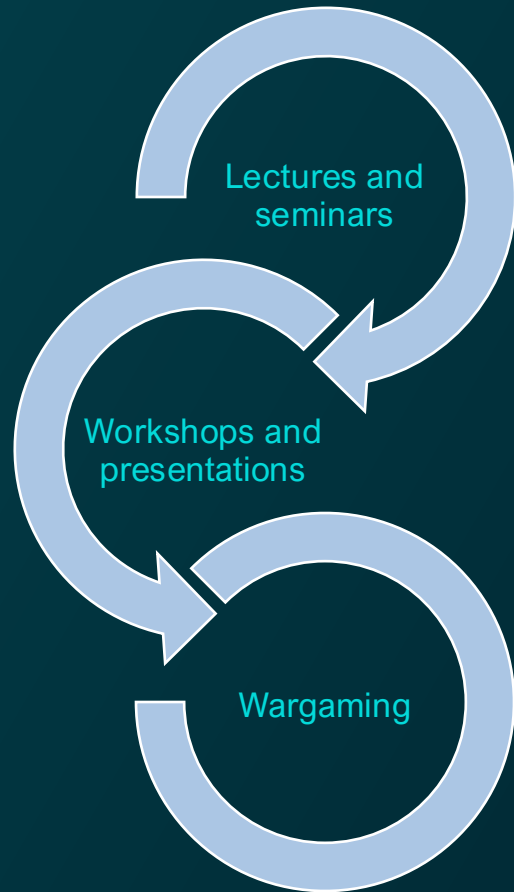 Lectures and
seminars
Workshops and
presentations
Wargaming